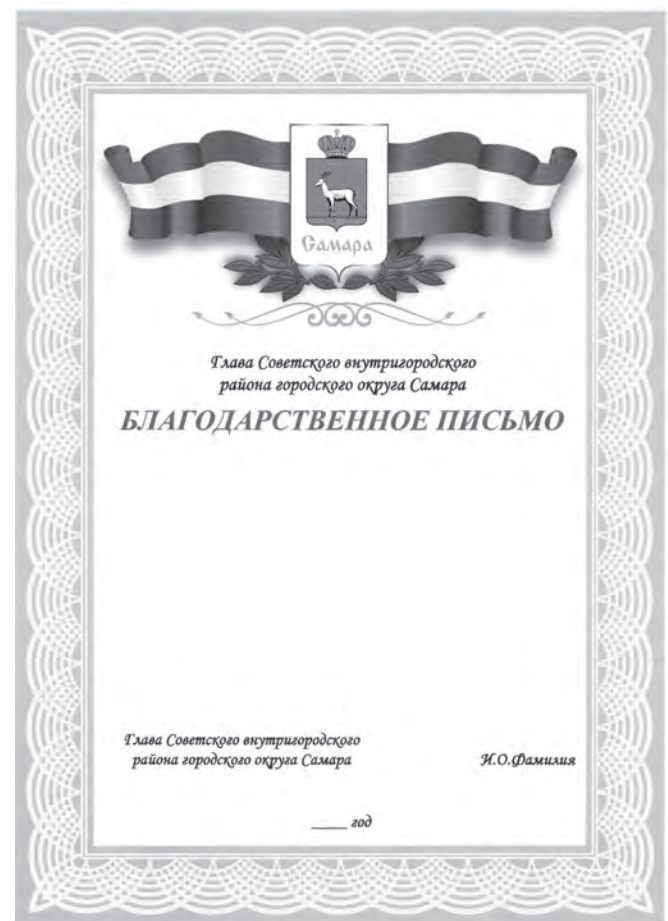 Самара
Глава Советского внутригородского
района городского округа Самара
БЛАГОДАРСТВЕННОЕ ПИСЬМО
Глава Советского внутригородского
района городского округа Самара
И.О.Фамилия
_____ год